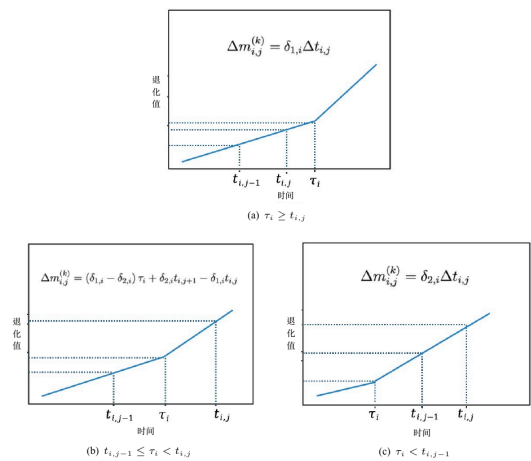 Δm_{i,j}^{(k)} = δ_{1,i}Δt_{i,j}
退化值
t_{i,j-1} t_{i,j} τ_i
时间
(a) τ_i ≥ t_{i,j}
Δm_{i,j}^{(k)} = (δ_{1,i} − δ_{2,i}) τ_i + δ_{2,i}t_{i,j+1} − δ_{1,i}t_{i,j}
退化值
t_{i,j-1} τ_i t_{i,j}
时间
(b) t_{i,j-1} ≤ τ_i < t_{i,j}
Δm_{i,j}^{(k)} = δ_{2,i}Δt_{i,j}
退化值
τ_i t_{i,j-1} t_{i,j}
时间
(c) τ_i < t_{i,j-1}